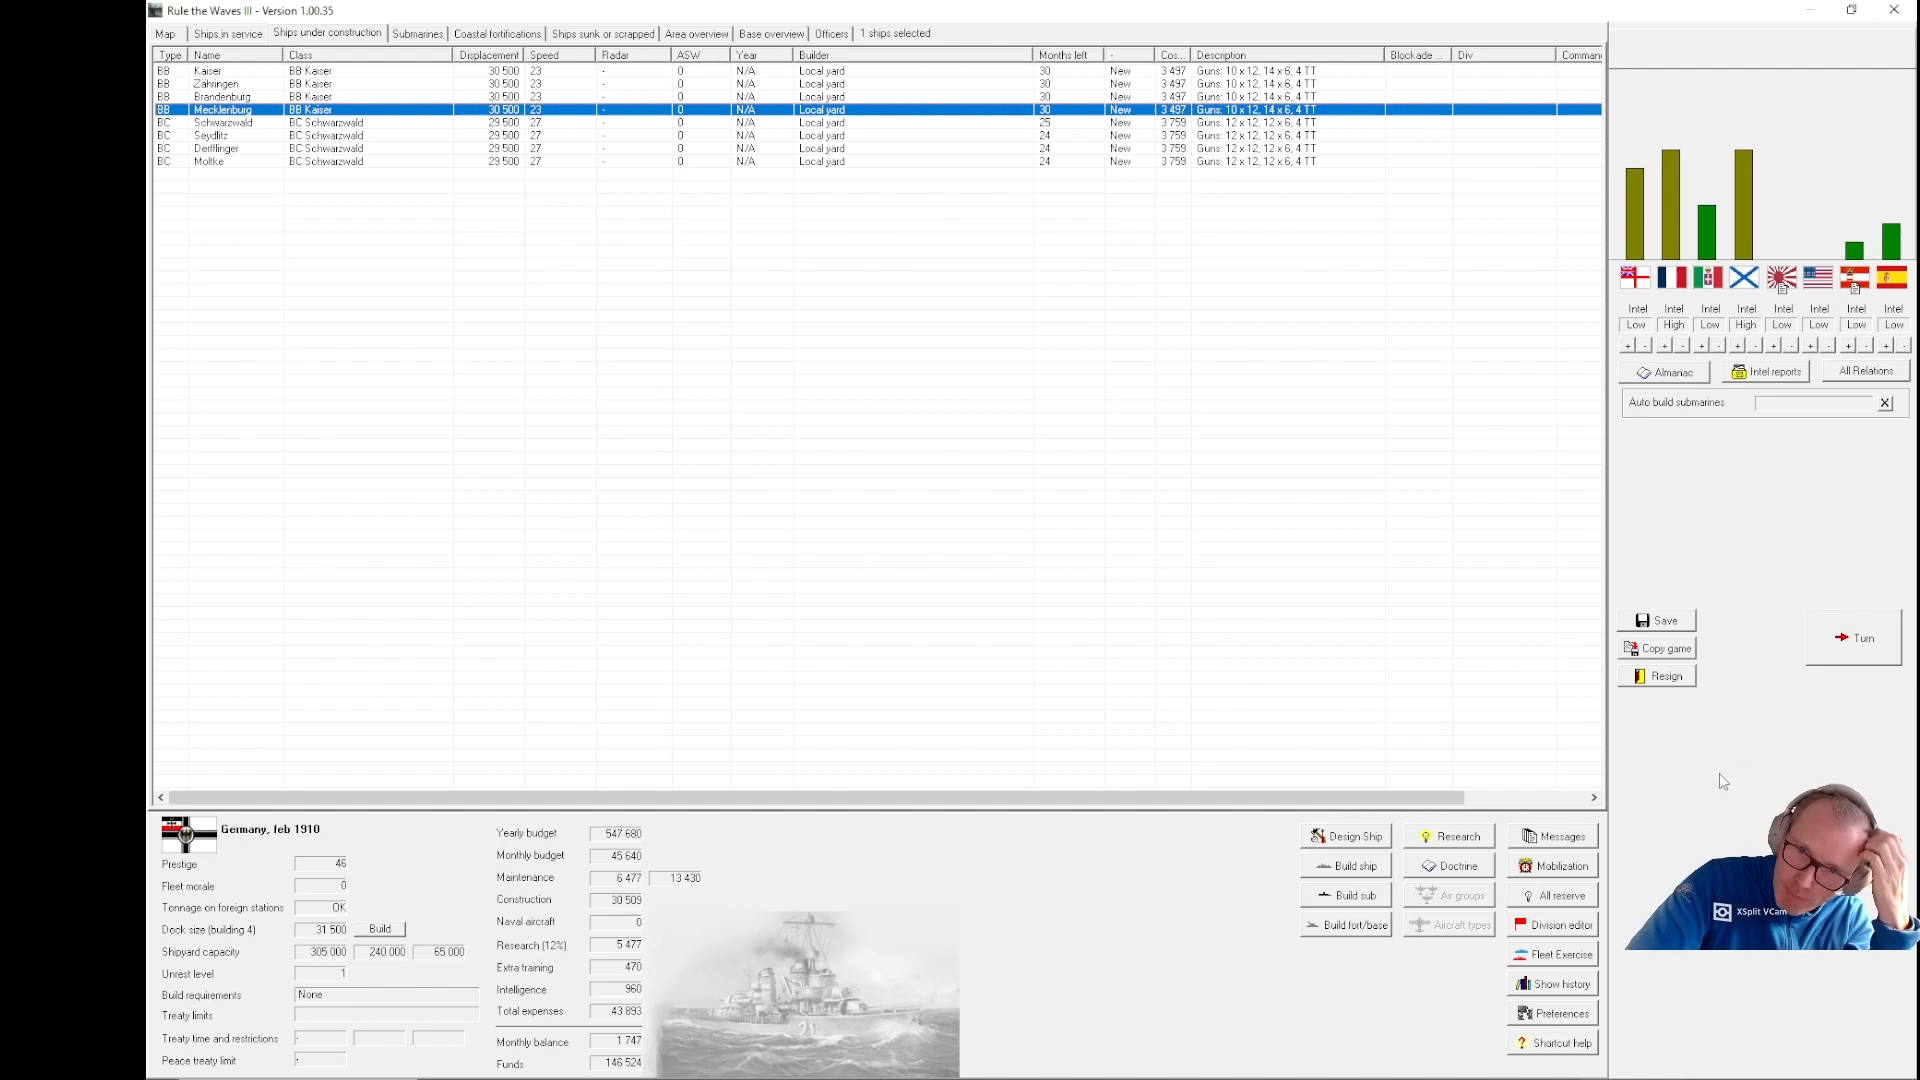 Rule the Waves III - Version 1.00.35
Map Ships in service Ships under construction Submarines Coastal fortifications Ships sunk or scrapped Area overview Base overview Officers 1 ships selected
Type Name Class Displacement Speed Radar ASW Year Builder Months left - Cos... Description Blockade ... Div Comman
BB Kaiser BB Kaiser 30 500 23 - 0 N/A Local yard 30 New 3 497 Guns: 10 x 12, 14 x 6, 4 TT
BB Zähringen BB Kaiser 30 500 23 - 0 N/A Local yard 30 New 3 497 Guns: 10 x 12, 14 x 6, 4 TT
BB Brandenburg BB Kaiser 30 500 23 - 0 N/A Local yard 30 New 3 497 Guns: 10 x 12, 14 x 6, 4 TT
BB Mecklenburg BB Kaiser 30 500 23 - 0 N/A Local yard 30 New 3 497 Guns: 10 x 12, 14 x 6, 4 TT
BC Schwarzwald BC Schwarzwald 29 500 27 - 0 N/A Local yard 25 New 3 759 Guns: 12 x 12, 12 x 6, 4 TT
BC Seydlitz BC Schwarzwald 29 500 27 - 0 N/A Local yard 24 New 3 759 Guns: 12 x 12, 12 x 6, 4 TT
BC Derfflinger BC Schwarzwald 29 500 27 - 0 N/A Local yard 24 New 3 759 Guns: 12 x 12, 12 x 6, 4 TT
BC Moltke BC Schwarzwald 29 500 27 - 0 N/A Local yard 24 New 3 759 Guns: 12 x 12, 12 x 6, 4 TT
Intel Intel Intel Intel Intel Intel Intel Intel
Low High Low High Low Low Low Low
+ - + - + - + - + - + - + - + -
Almanac Intel reports All Relations
Auto build submarines X
Save
Turn
Copy game
Resign
XSplit VCam
Germany, feb 1910
Prestige 46
Fleet morale 0
Tonnage on foreign stations OK
Dock size (building 4) 31 500 Build
Shipyard capacity 305 000 240 000 65 000
Unrest level 1
Build requirements None
Treaty limits
Treaty time and restrictions -
Peace treaty limit -
Yearly budget 547 680
Monthly budget 45 640
Maintenance 6 477 13 430
Construction 30 509
Naval aircraft 0
Research (12%) 5 477
Extra training 470
Intelligence 960
Total expenses 43 893
Monthly balance 1 747
Funds 146 524
Design Ship Research Messages
Build ship Doctrine Mobilization
Build sub Air groups All reserve
Build fort/base Aircraft types Division editor
Fleet Exercise
Show history
Preferences
Shortcut help